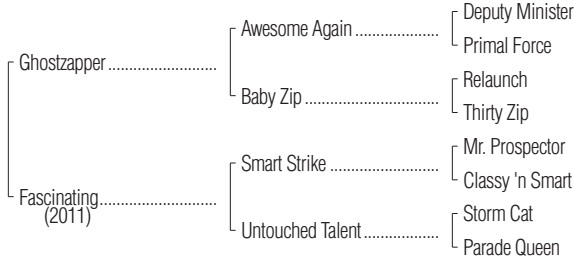 Deputy Minister
Awesome Again ....................
Primal Force
Ghostzapper ..........................
Relaunch
Baby Zip ................................
Thirty Zip
Mr. Prospector
Smart Strike ..........................
Classy 'n Smart
Fascinating ............................
(2011)
Storm Cat
Untouched Talent ..................
Parade Queen